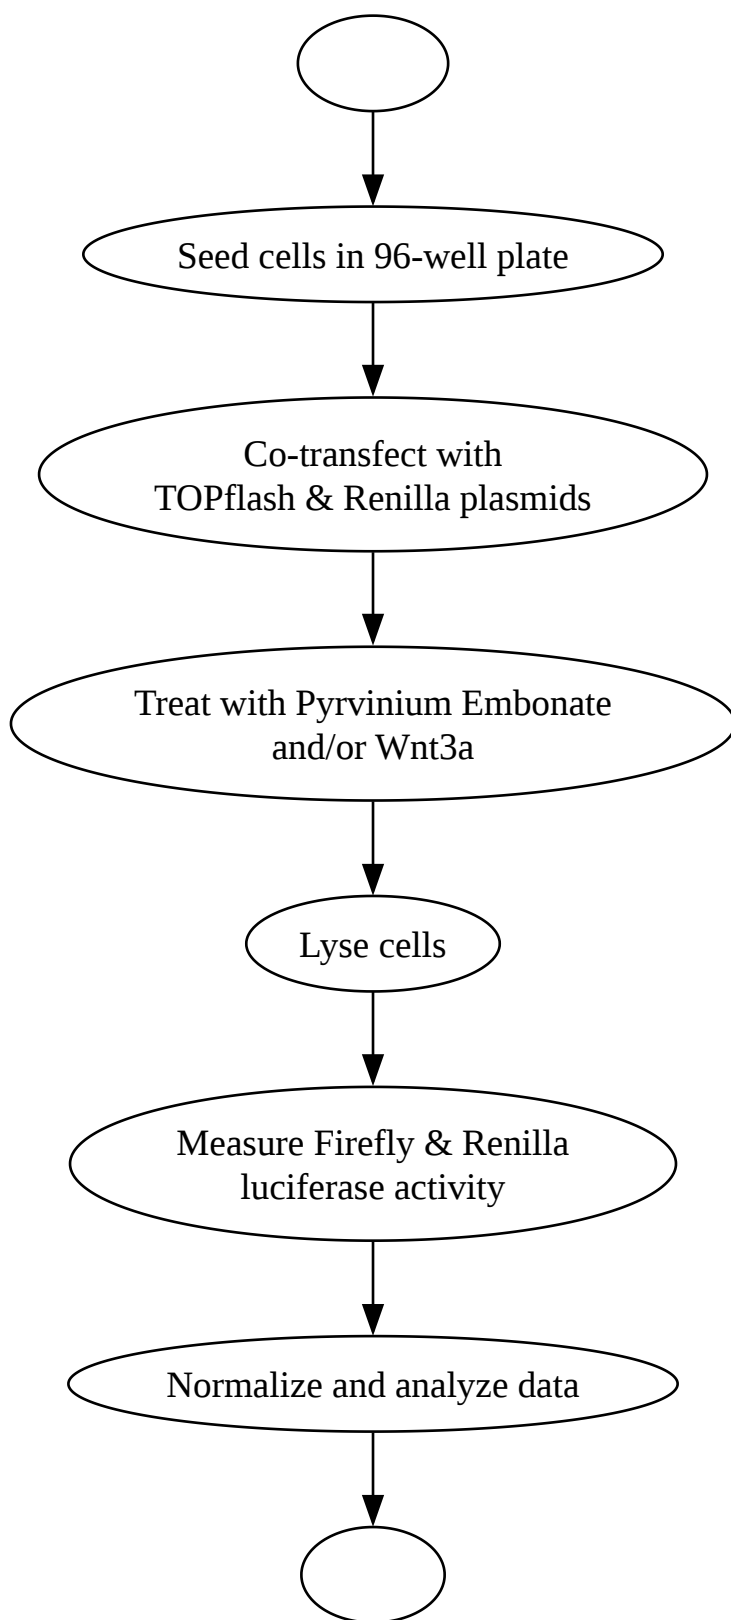 Seed cells in 96-well plate
Co-transfect with
TOPflash & Renilla plasmids
Treat with Pyrvinium Embonate
and/or Wnt3a
Lyse cells
Measure Firefly & Renilla
luciferase activity
Normalize and analyze data